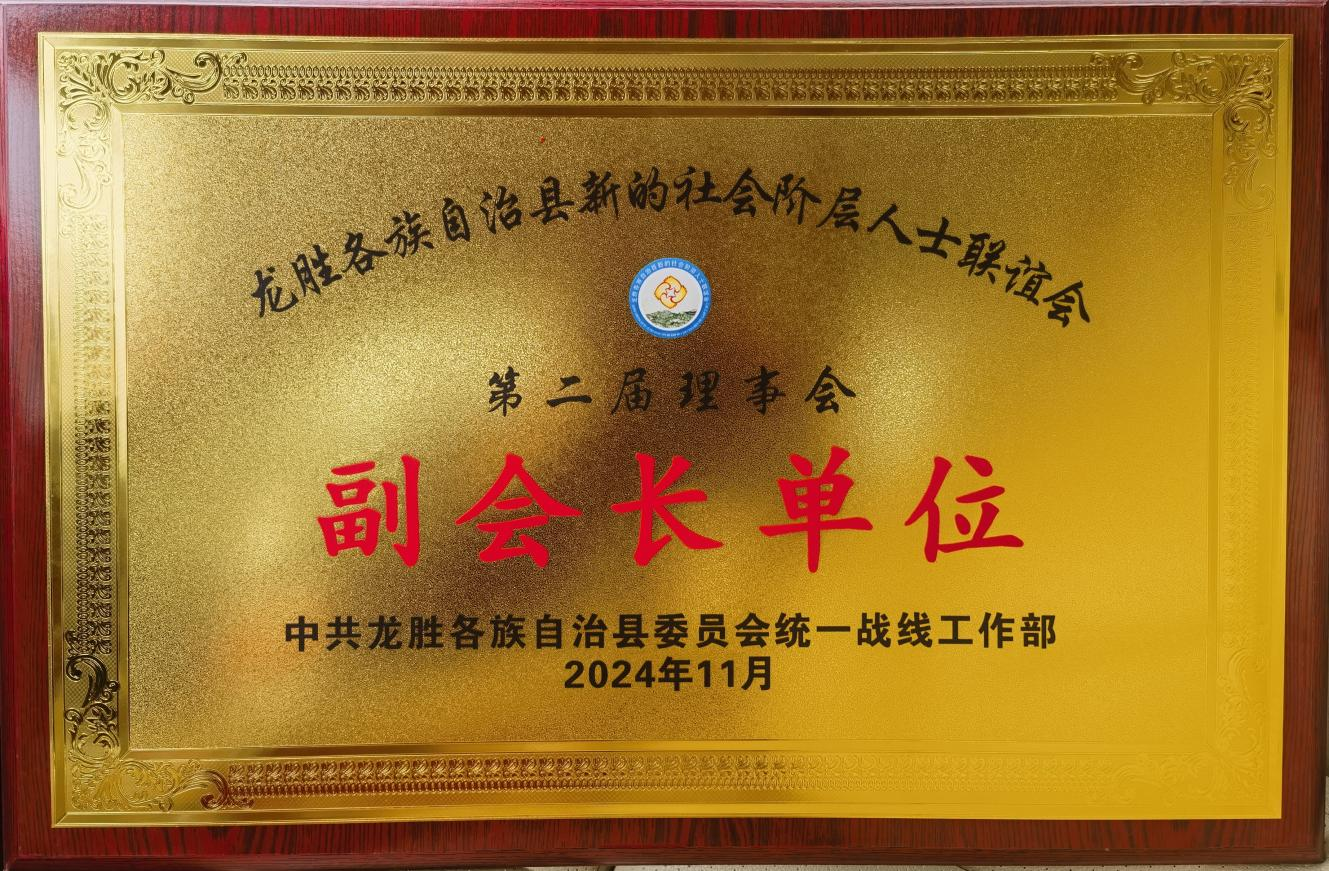 龙胜各族自治县新的社会阶层人士联谊会
第二届理事会
副会长单位
中共龙胜各族自治县委员会统一战线工作部
2024年11月